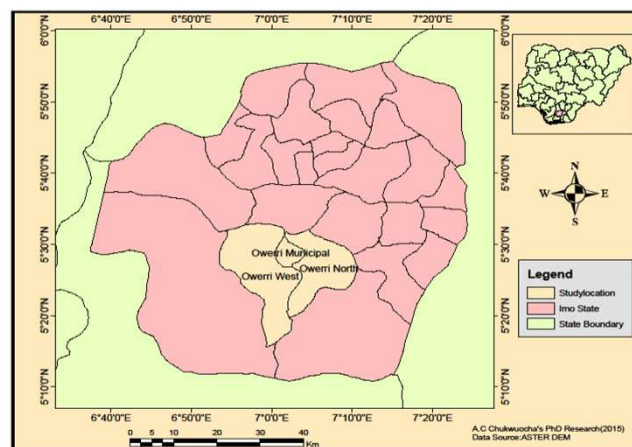 6°40'0"E 6°50'0"E 7°0'0"E 7°10'0"E 7°20'0"E
6°0'0"N
5°50'0"N
5°40'0"N
5°30'0"N
5°20'0"N
5°10'0"N
6°0'0"N
5°50'0"N
5°40'0"N
5°30'0"N
5°20'0"N
5°10'0"N
Owerri Municipal
Owerri North
Owerri West
N
W E
S
Legend
Studylocation
Imo State
State Boundary
6°40'0"E 6°50'0"E 7°0'0"E 7°10'0"E 7°20'0"E
0 5 10 20 30 40
Km
A.C Chukwuocha's PhD Research(2015)
Data Source:ASTER DEM